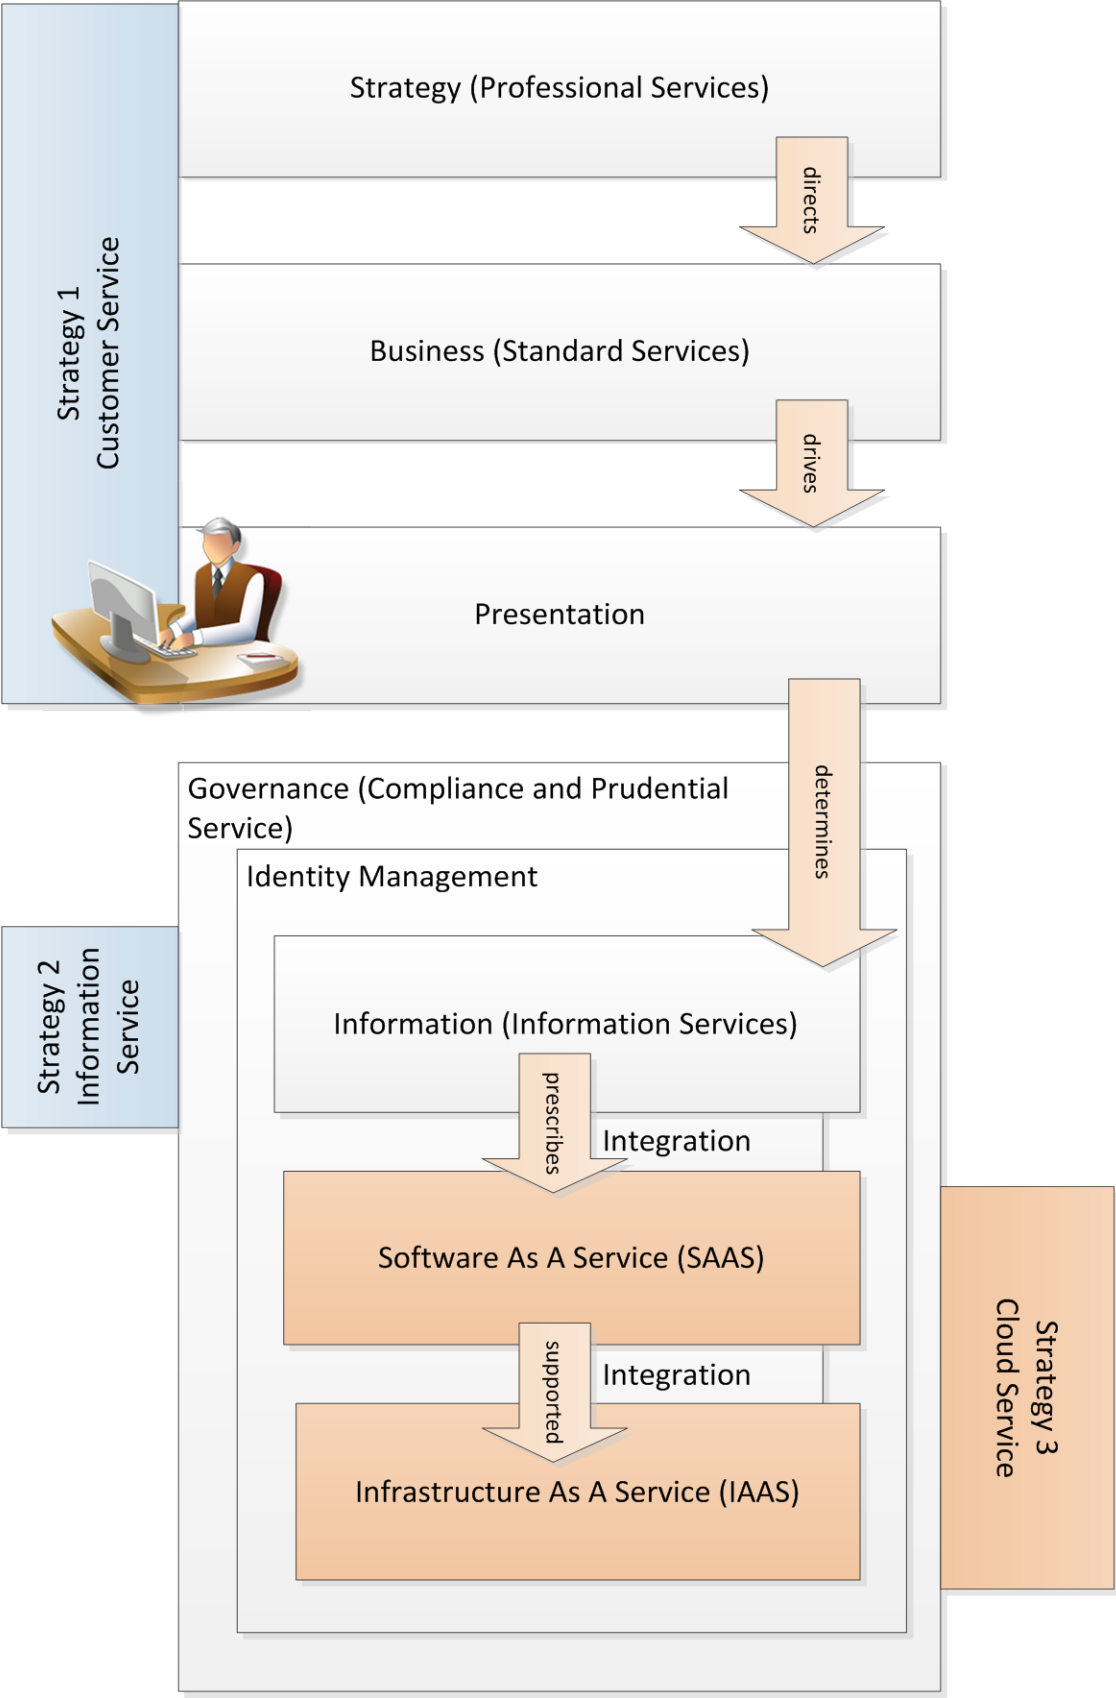 Strategy (Professional Services)
directs
Strategy 1
Customer Service
Business (Standard Services)
drives
Presentation
determines
Governance (Compliance and Prudential
Service)
Identity Management
Strategy 2
Information
Service
Information (Information Services)
prescribes
Integration
Software As A Service (SAAS)
supported
Integration
Strategy 3
Cloud Service
Infrastructure As A Service (IAAS)